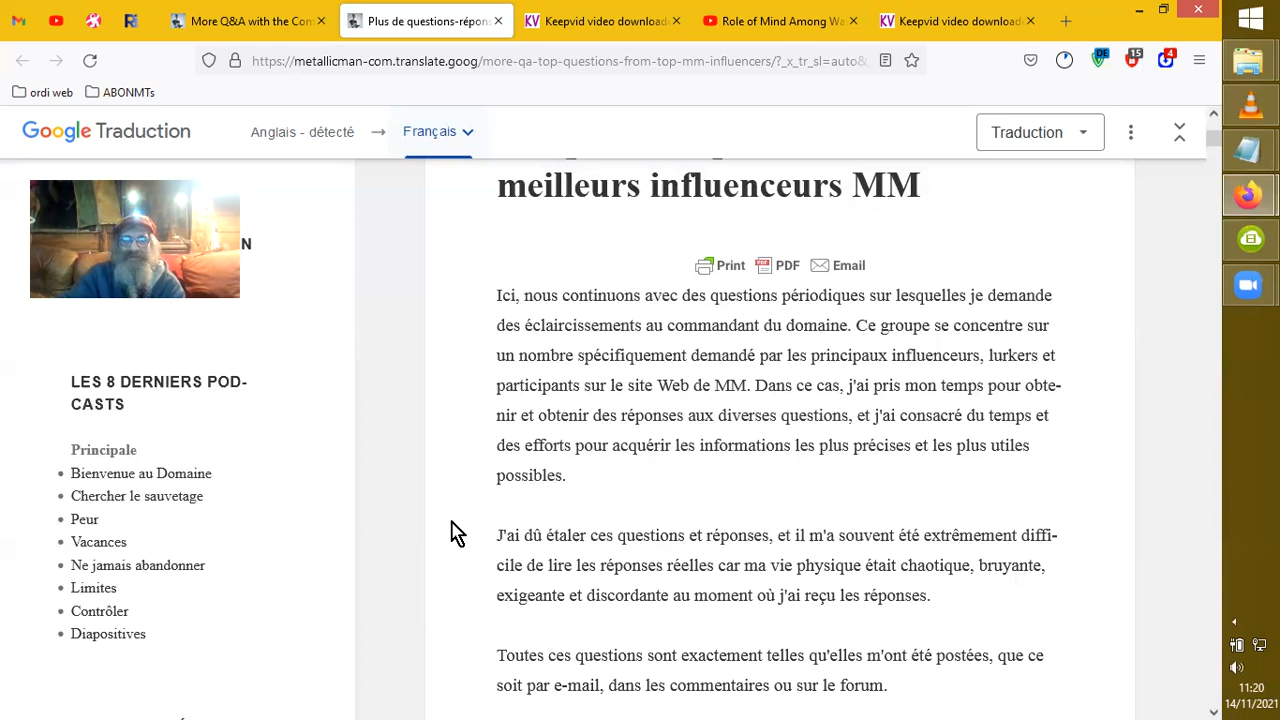 More Q&A with the Com
Plus de questions-répons
Keepvid video download
Role of Mind Among Wa
Keepvid video download
https://metallicman-com.translate.goog/more-qa-top-questions-from-top-mm-influencers/?_x_tr_sl=auto&
DE
15
4
ordi web
ABONMTs
Google Traduction
Anglais - détecté
Français
Traduction
meilleurs influenceurs MM
N
Print
PDF
Email
Ici, nous continuons avec des questions périodiques sur lesquelles je demande
des éclaircissements au commandant du domaine. Ce groupe se concentre sur
un nombre spécifiquement demandé par les principaux influenceurs, lurkers et
participants sur le site Web de MM. Dans ce cas, j'ai pris mon temps pour obte-
nir et obtenir des réponses aux diverses questions, et j'ai consacré du temps et
des efforts pour acquérir les informations les plus précises et les plus utiles
possibles.
J'ai dû étaler ces questions et réponses, et il m'a souvent été extrêmement diffi-
cile de lire les réponses réelles car ma vie physique était chaotique, bruyante,
exigeante et discordante au moment où j'ai reçu les réponses.
Toutes ces questions sont exactement telles qu'elles m'ont été postées, que ce
soit par e-mail, dans les commentaires ou sur le forum.
LES 8 DERNIERS POD-
CASTS
Principale
Bienvenue au Domaine
Chercher le sauvetage
Peur
Vacances
Ne jamais abandonner
Limites
Contrôler
Diapositives
11:20
14/11/2021